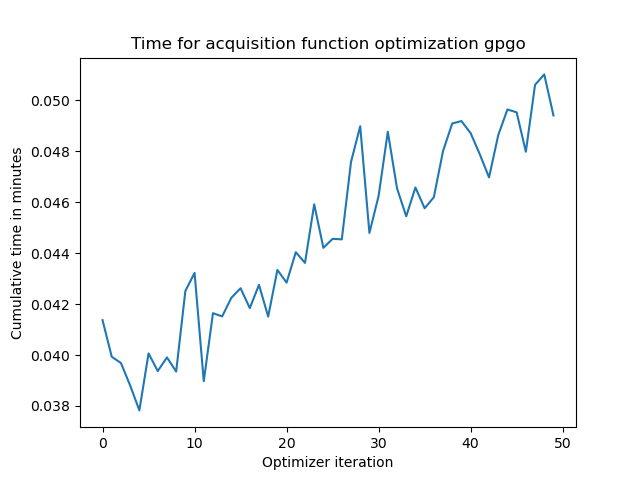 Time for acquisition function optimization gpgo
Cumulative time in minutes
0.050
0.048
0.046
0.044
0.042
0.040
0.038
0 10 20 30 40 50
Optimizer iteration